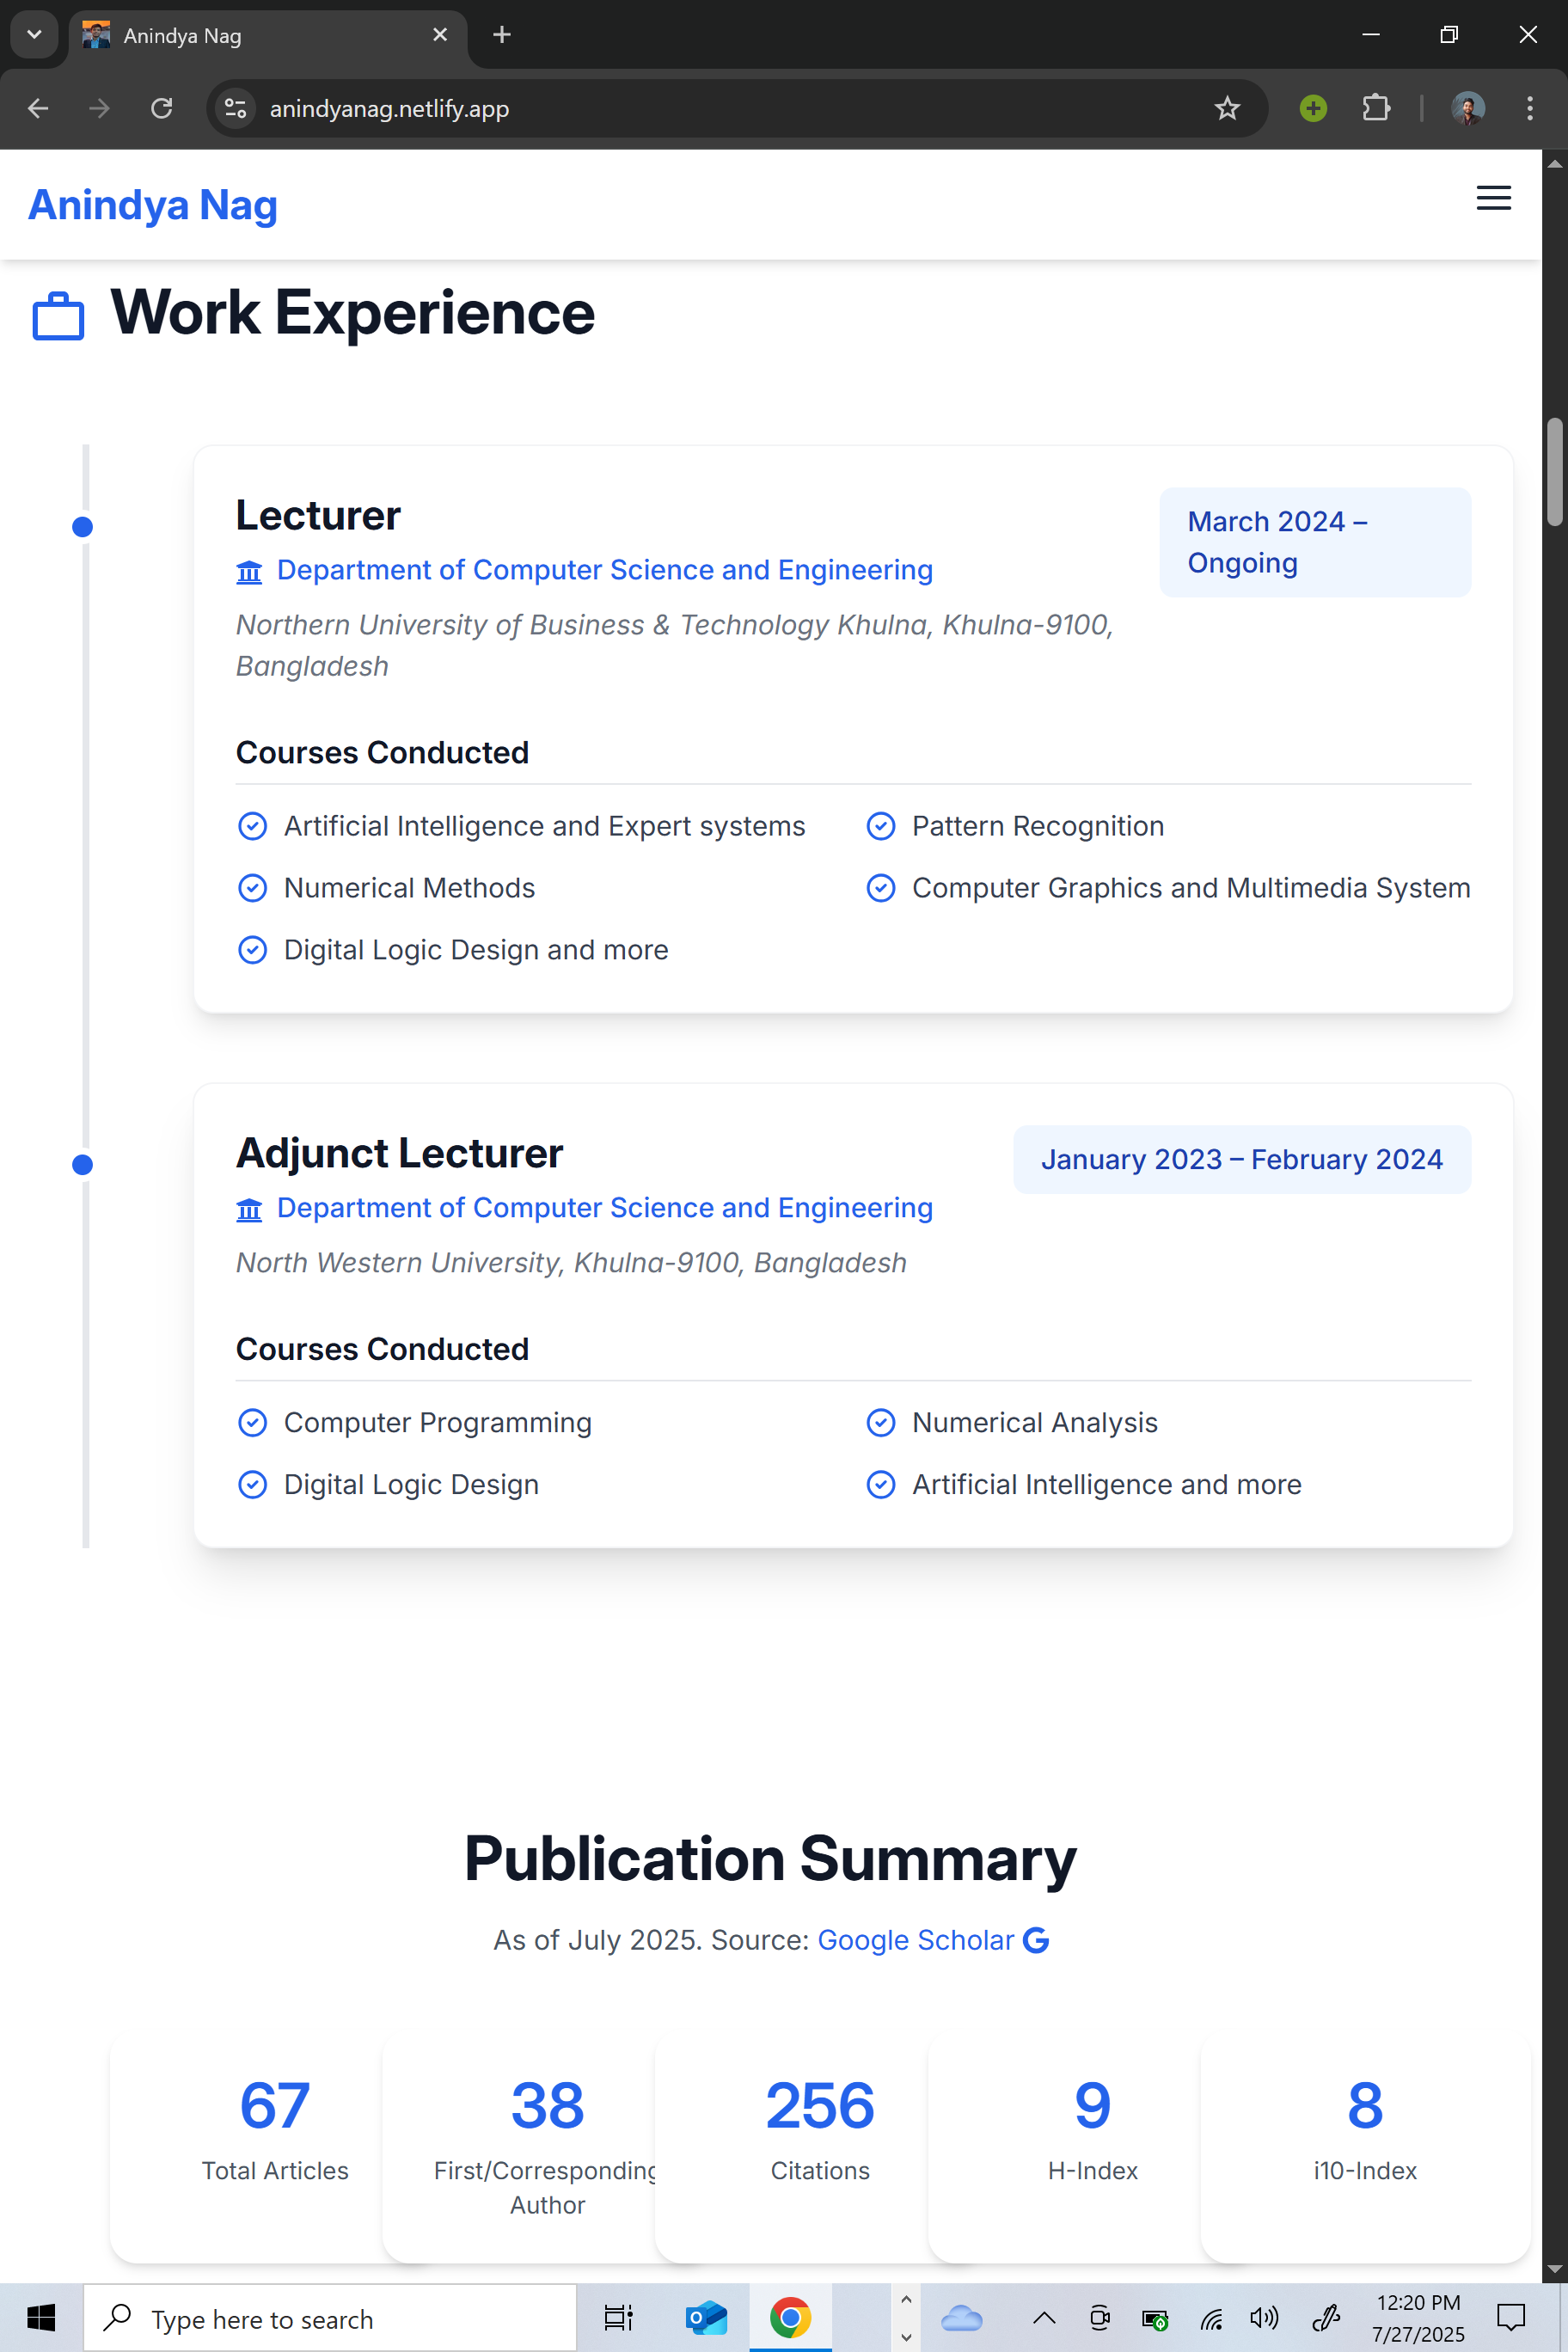 Anindya Nag
anindyanag.netlify.app
Anindya Nag
Work Experience
Lecturer
March 2024 –
Ongoing
Department of Computer Science and Engineering
Northern University of Business & Technology Khulna, Khulna-9100,
Bangladesh
Courses Conducted
Artificial Intelligence and Expert systems
Pattern Recognition
Numerical Methods
Computer Graphics and Multimedia System
Digital Logic Design and more
Adjunct Lecturer
January 2023 – February 2024
Department of Computer Science and Engineering
North Western University, Khulna-9100, Bangladesh
Courses Conducted
Computer Programming
Numerical Analysis
Digital Logic Design
Artificial Intelligence and more
Publication Summary
As of July 2025. Source: Google Scholar
67
Total Articles
38
First/Corresponding
Author
256
Citations
9
H-Index
8
i10-Index
Type here to search
12:20 PM
7/27/2025